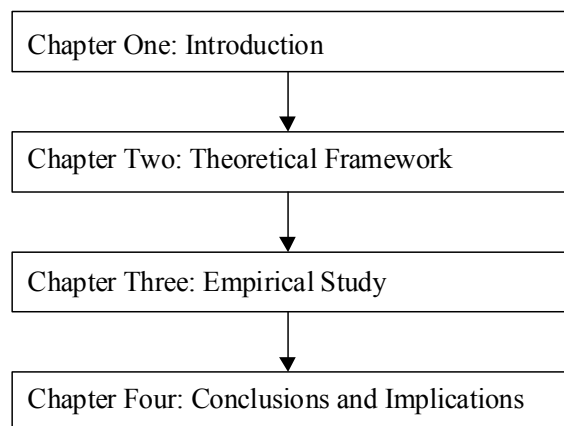 Chapter One: Introduction
Chapter Two: Theoretical Framework
Chapter Three: Empirical Study
Chapter Four: Conclusions and Implications